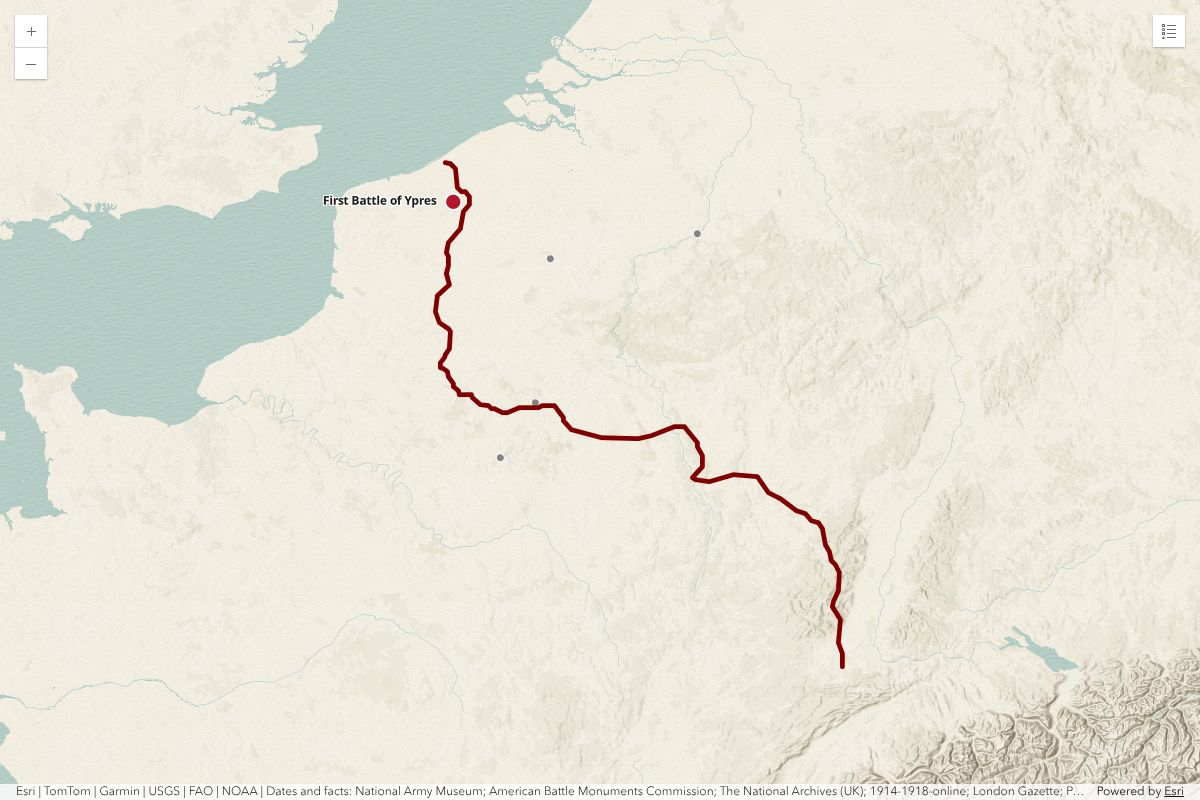 First Battle of Ypres
Esri | TomTom | Garmin | USGS | FAO | NOAA | Dates and facts: National Army Museum; American Battle Monuments Commission; The National Archives (UK); 1914-1918-online; London Gazette; P... Powered by Esri